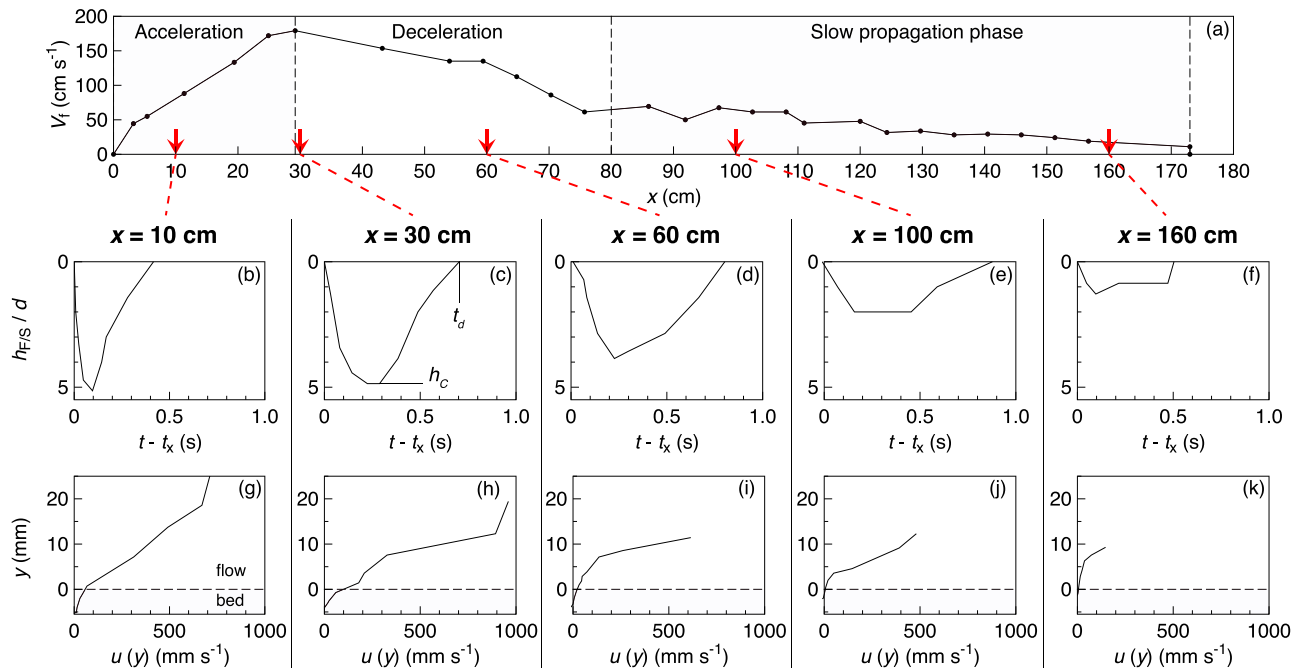 200
150
100
50
0
V_f (cm s⁻¹)
Acceleration
Deceleration
Slow propagation phase
(a)
0 10 20 30 40 50 60 70 80 90 100 110 120 130 140 150 160 170 180
x (cm)
x = 10 cm
x = 30 cm
x = 60 cm
x = 100 cm
x = 160 cm
h_F/S / d
0
5
(b)
0 0.5 1.0
t - t_x (s)
0
5
(c)
t_d
h_C
0 0.5 1.0
t - t_x (s)
0
5
(d)
0 0.5 1.0
t - t_x (s)
0
5
(e)
0 0.5 1.0
t - t_x (s)
0
5
(f)
0 0.5 1.0
t - t_x (s)
y (mm)
20
10
0
(g)
flow
bed
0 500 1000
u (y) (mm s⁻¹)
20
10
0
(h)
0 500 1000
u (y) (mm s⁻¹)
20
10
0
(i)
0 500 1000
u (y) (mm s⁻¹)
20
10
0
(j)
0 500 1000
u (y) (mm s⁻¹)
20
10
0
(k)
0 500 1000
u (y) (mm s⁻¹)